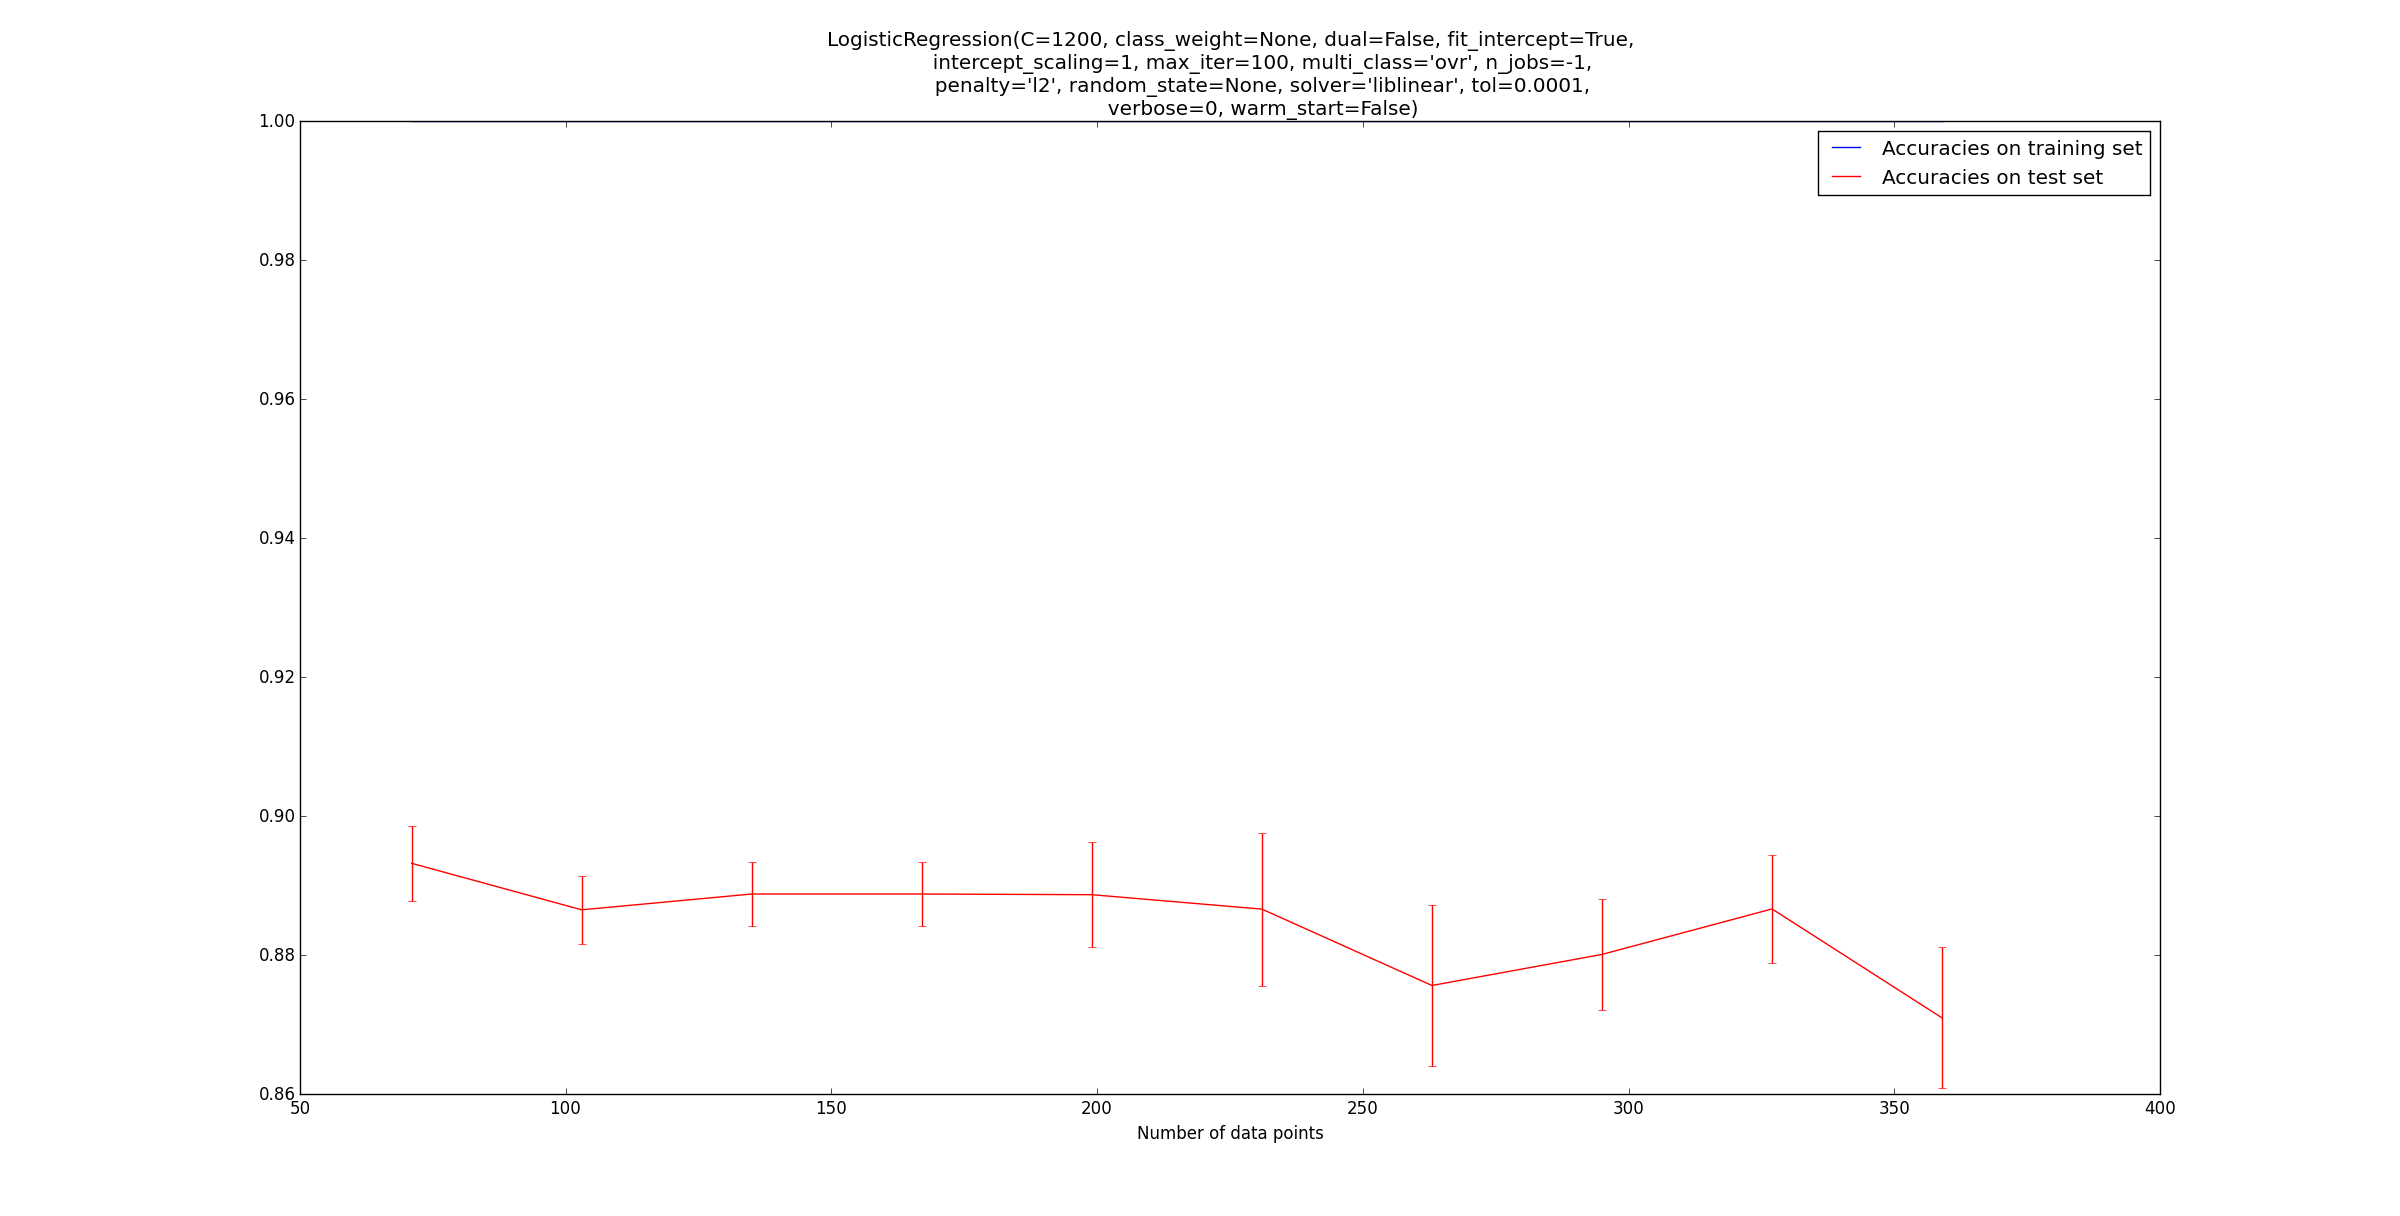 LogisticRegression(C=1200, class_weight=None, dual=False, fit_intercept=True,
intercept_scaling=1, max_iter=100, multi_class='ovr', n_jobs=-1,
penalty='l2', random_state=None, solver='liblinear', tol=0.0001,
verbose=0, warm_start=False)
Accuracies on training set
Accuracies on test set
1.00
0.98
0.96
0.94
0.92
0.90
0.88
0.86
50 100 150 200 250 300 350 400
Number of data points